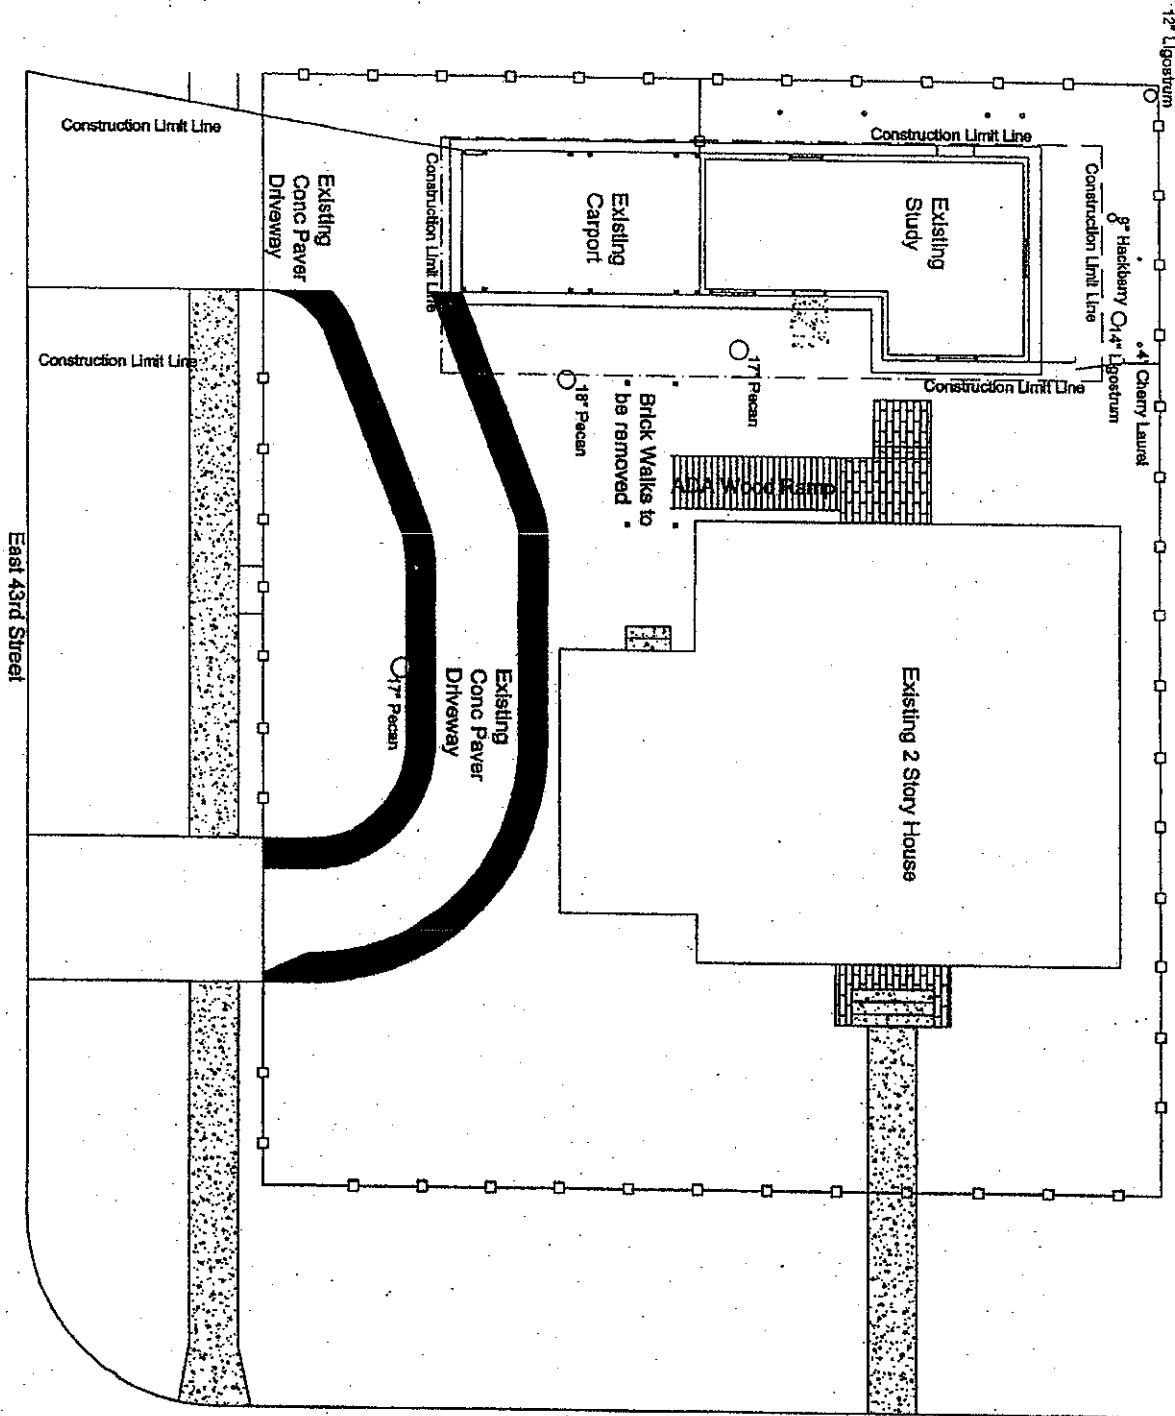 12" Ligostrum
Construction Limit Line
Construction Limit Line
Existing
Conc Paver
Driveway
Construction Limit Line
Existing
Carport
Existing
Study
Construction Limit Line
8" Hackberry
14" Ligostrum
4" Cherry Laurel
Construction Limit Line
Construction Limit Line
17" Pecan
18" Pecan
Brick Walks to
be removed
ADA Wood Ramp
East 43rd Street
17" Pecan
Existing
Conc Paver
Driveway
Existing 2 Story House